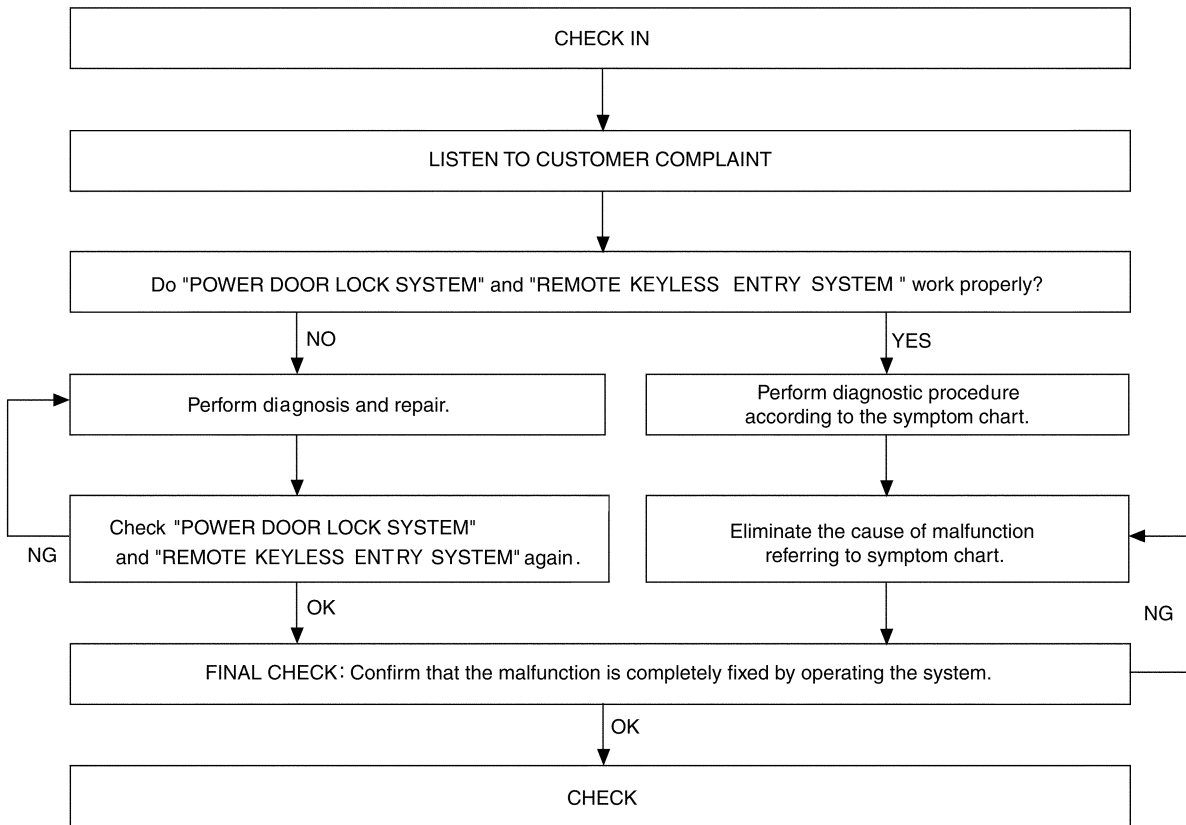 CHECK IN
LISTEN TO CUSTOMER COMPLAINT
Do "POWER DOOR LOCK SYSTEM" and "REMOTE KEYLESS ENTRY SYSTEM " work properly?
NO
YES
Perform diagnosis and repair.
Perform diagnostic procedure
according to the symptom chart.
Check "POWER DOOR LOCK SYSTEM"
and "REMOTE KEYLESS ENTRY SYSTEM" again.
NG
Eliminate the cause of malfunction
referring to symptom chart.
OK
NG
FINAL CHECK: Confirm that the malfunction is completely fixed by operating the system.
OK
CHECK